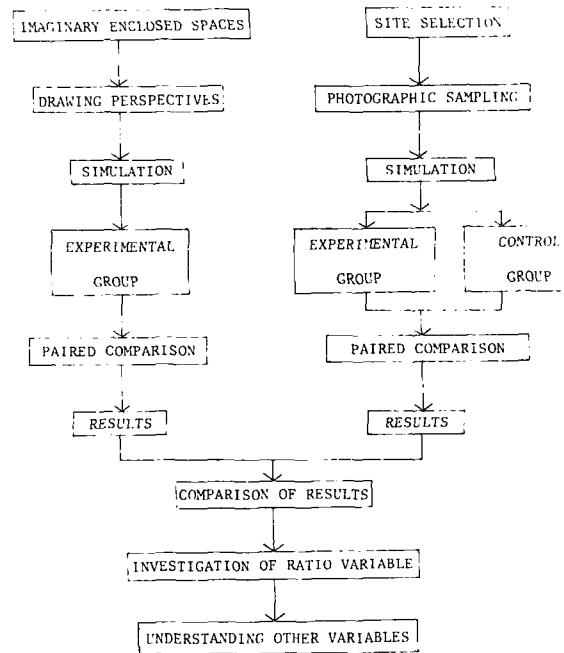 IMAGINARY ENCLOSED SPACES
SITE SELECTION
DRAWING PERSPECTIVES
PHOTOGRAPHIC SAMPLING
SIMULATION
SIMULATION
EXPERIMENTAL
GROUP
EXPERIMENTAL
GROUP
CONTROL
GROUP
PAIRED COMPARISON
PAIRED COMPARISON
RESULTS
RESULTS
COMPARISON OF RESULTS
INVESTIGATION OF RATIO VARIABLE
UNDERSTANDING OTHER VARIABLES